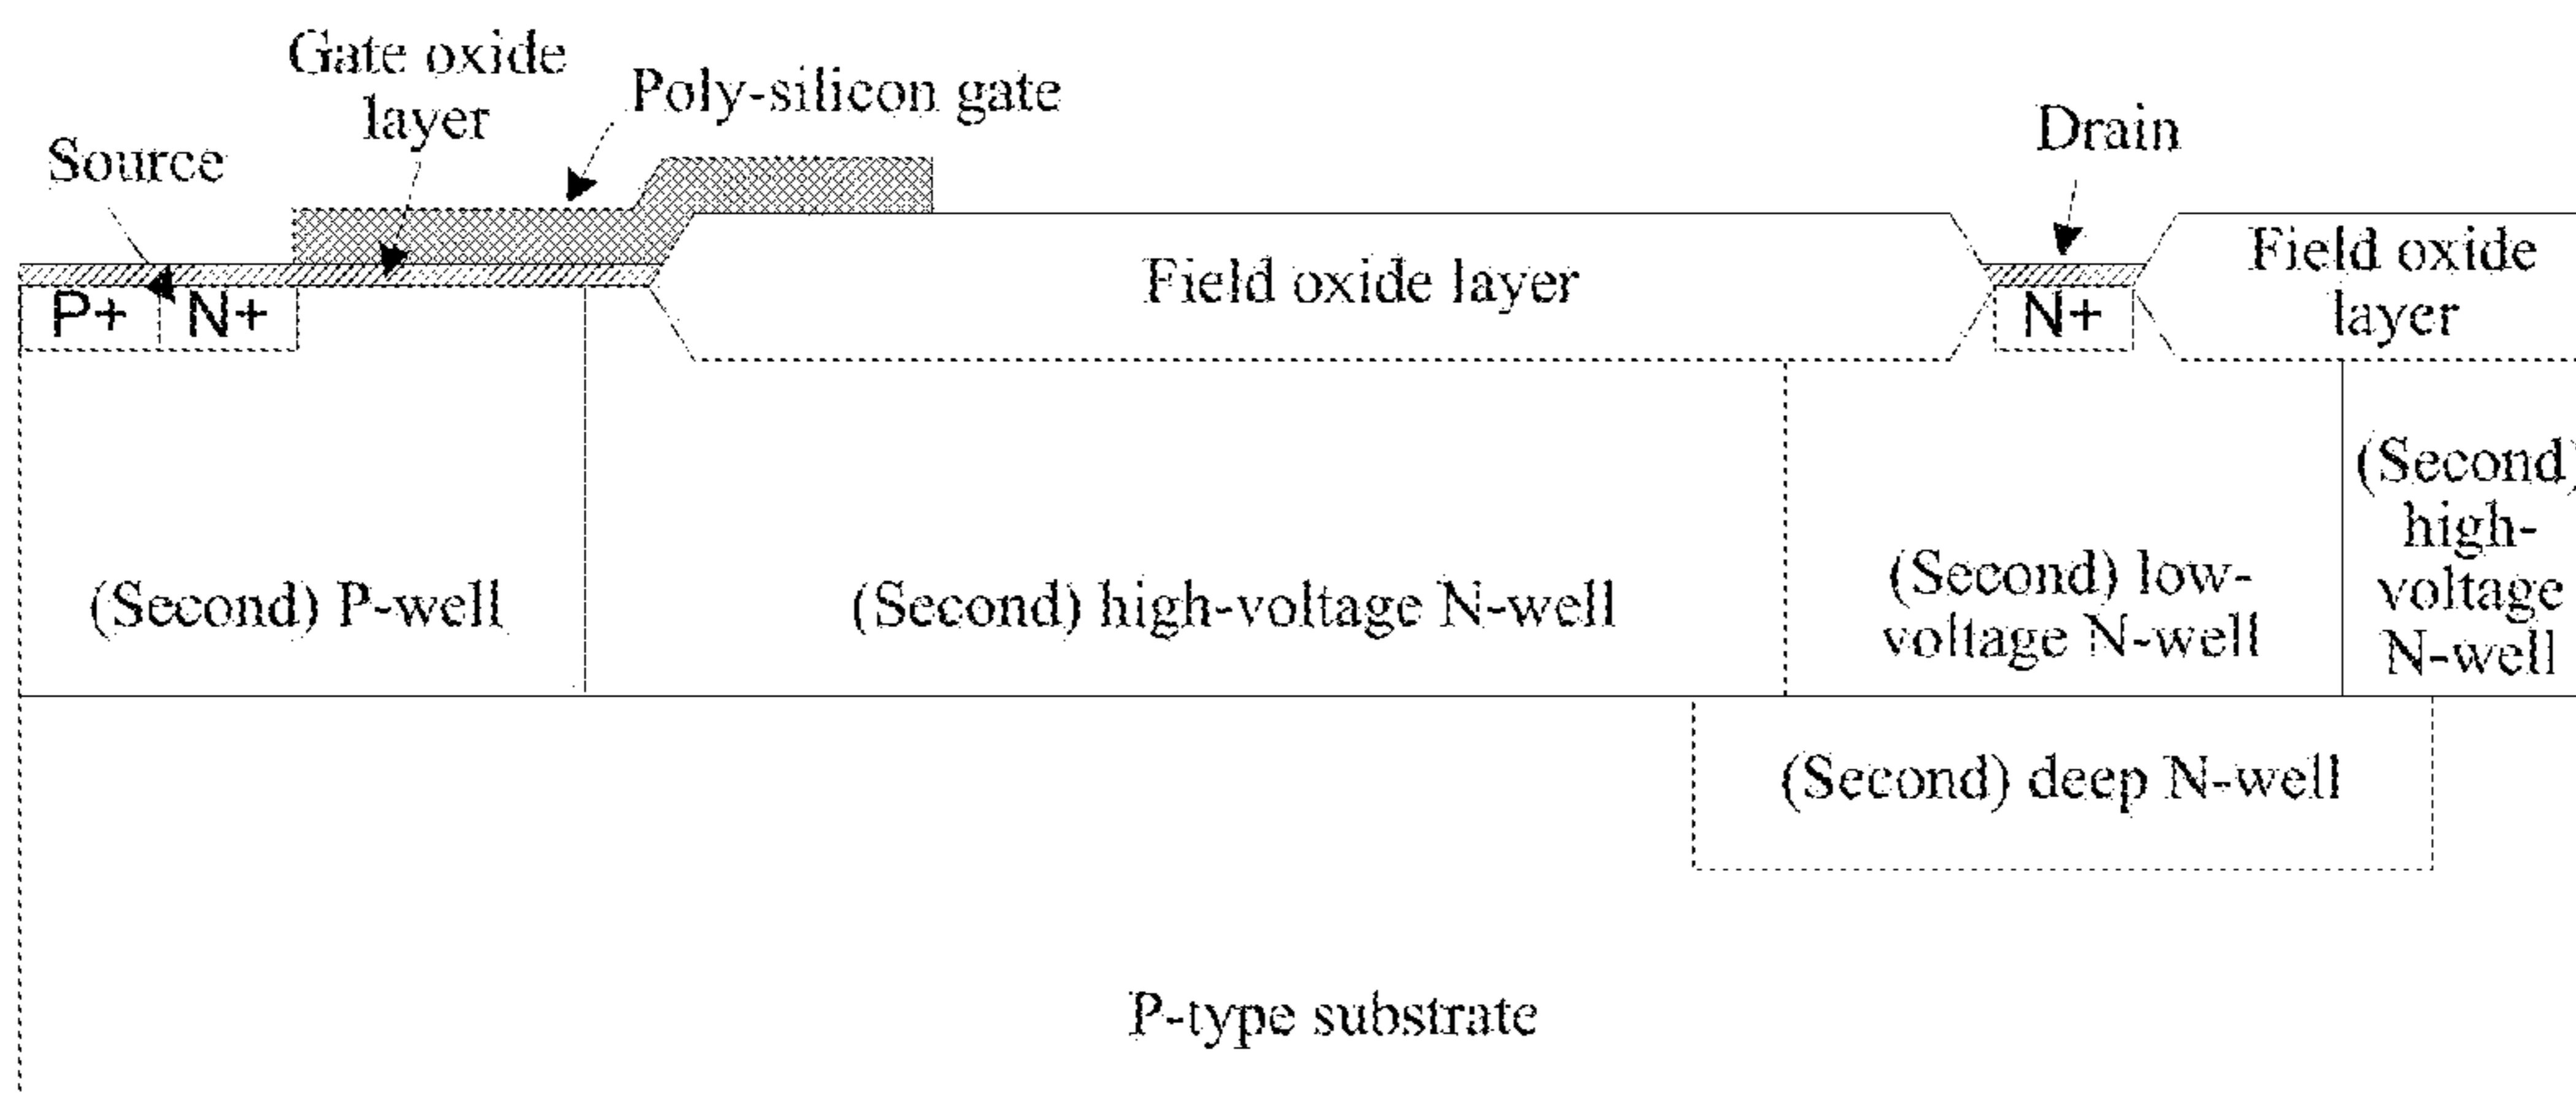 Gate oxide
layer
Poly-silicon gate
Source
Drain
Field oxide layer
Field oxide
layer
P+
N+
N+
(Second) P-well
(Second) high-voltage N-well
(Second) low-
voltage N-well
(Second)
high-
voltage
N-well
(Second) deep N-well
P-type substrate